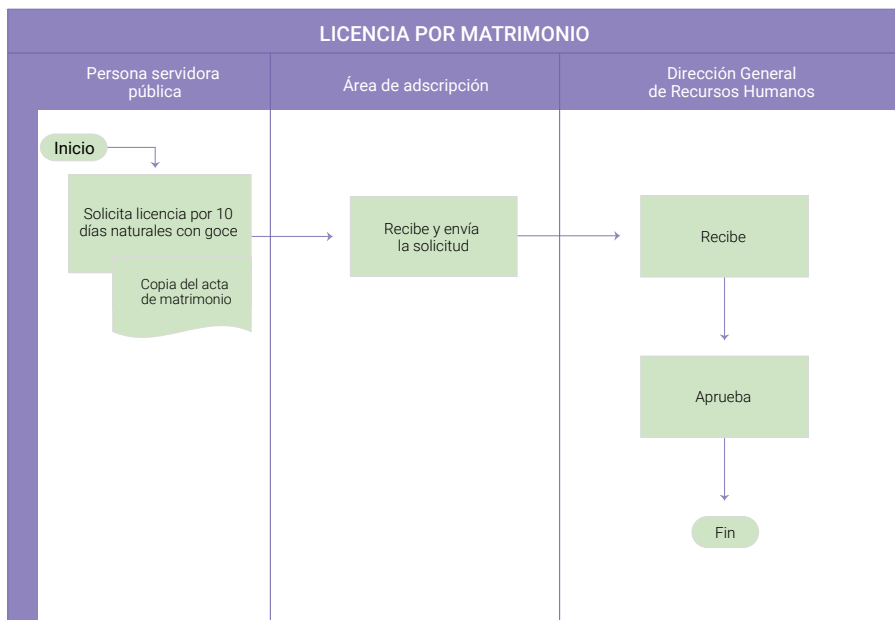 LICENCIA POR MATRIMONIO
Persona servidora
pública
Área de adscripción
Dirección General
de Recursos Humanos
Inicio
Solicita licencia por 10
días naturales con goce
Copia del acta
de matrimonio
Recibe y envía
la solicitud
Recibe
Aprueba
Fin